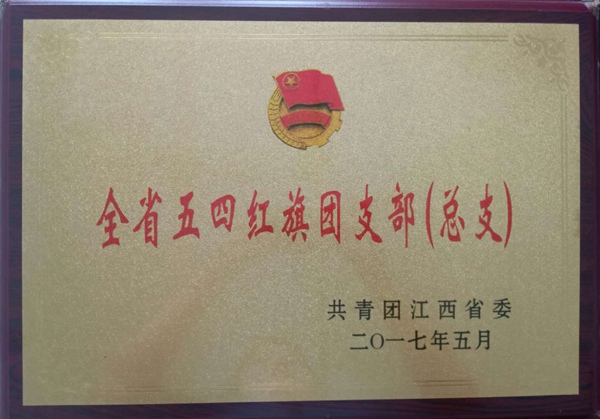 全省五四红旗团支部(总支)
共青团江西省委
二〇一七年五月